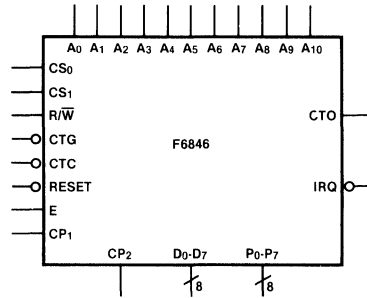 A0 A1 A2 A3 A4 A5 A6 A7 A8 A9 A10
CS0
CS1
R/W̅
CTG
CTC
RESET
E
CP1
F6846
CTO
IRQ
CP2 D0-D7 P0-P7
8 8